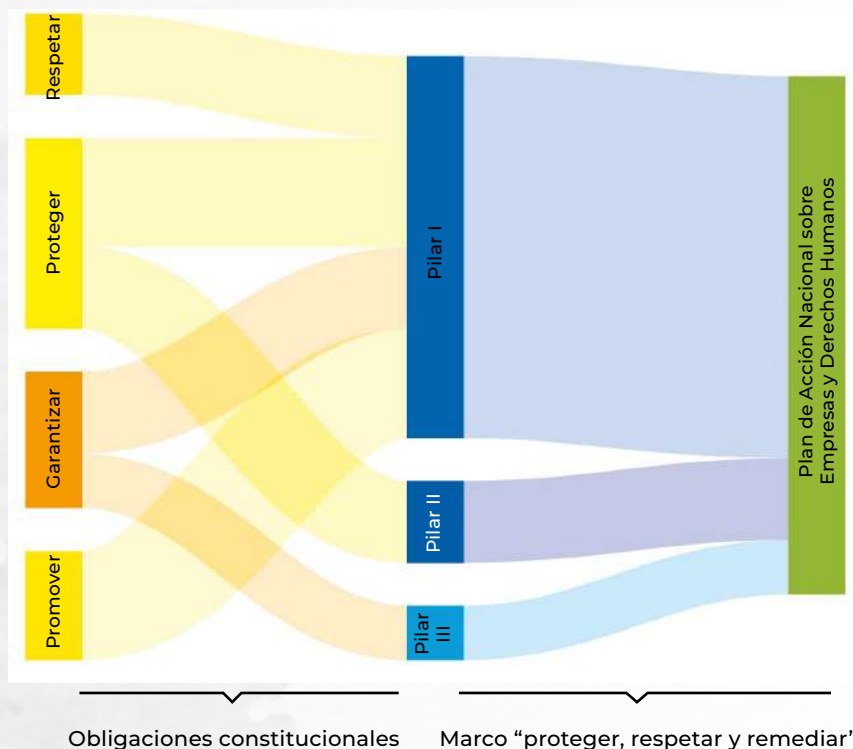 Respetar
Proteger
Garantizar
Promover
Pilar I
Pilar II
Pilar
III
Plan de Acción Nacional sobre
Empresas y Derechos Humanos
Obligaciones constitucionales
Marco “proteger, respetar y remediar”